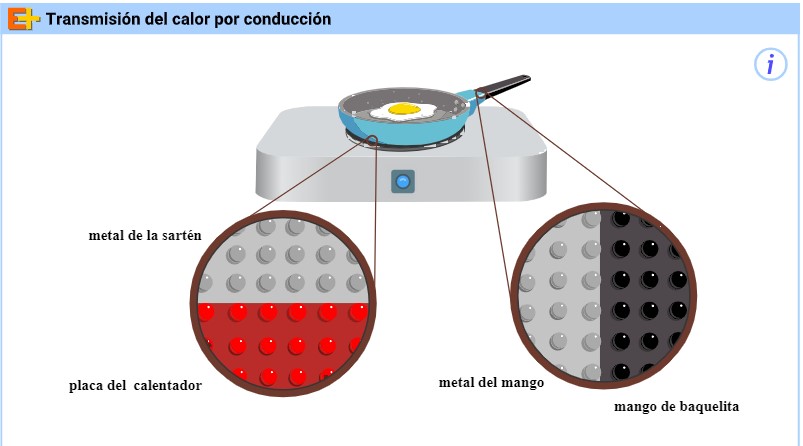 E+ Transmisión del calor por conducción
i
metal de la sartén
placa del calentador
metal del mango
mango de baquelita